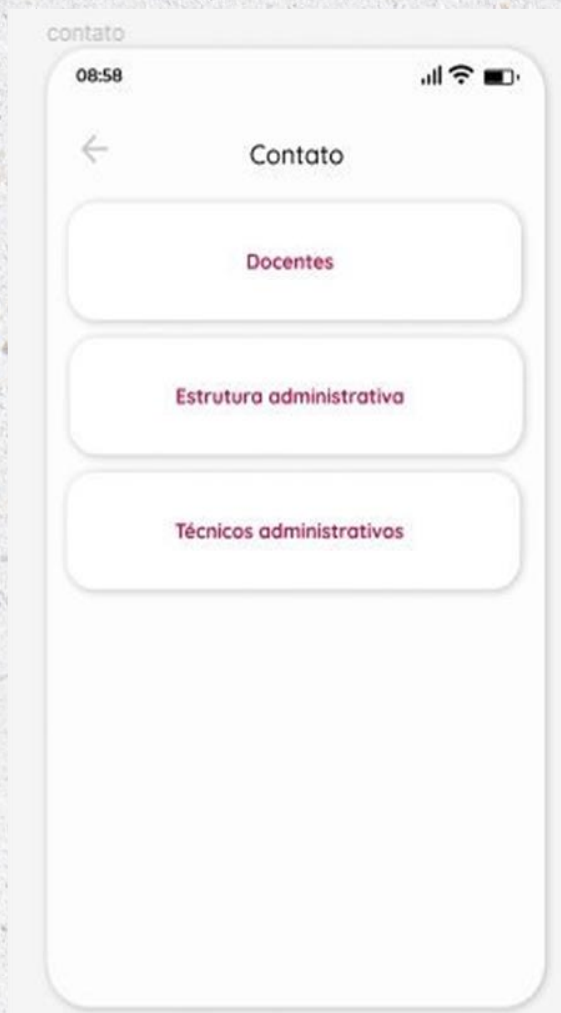 contato
08:58
Contato
Docentes
Estrutura administrativa
Técnicos administrativos